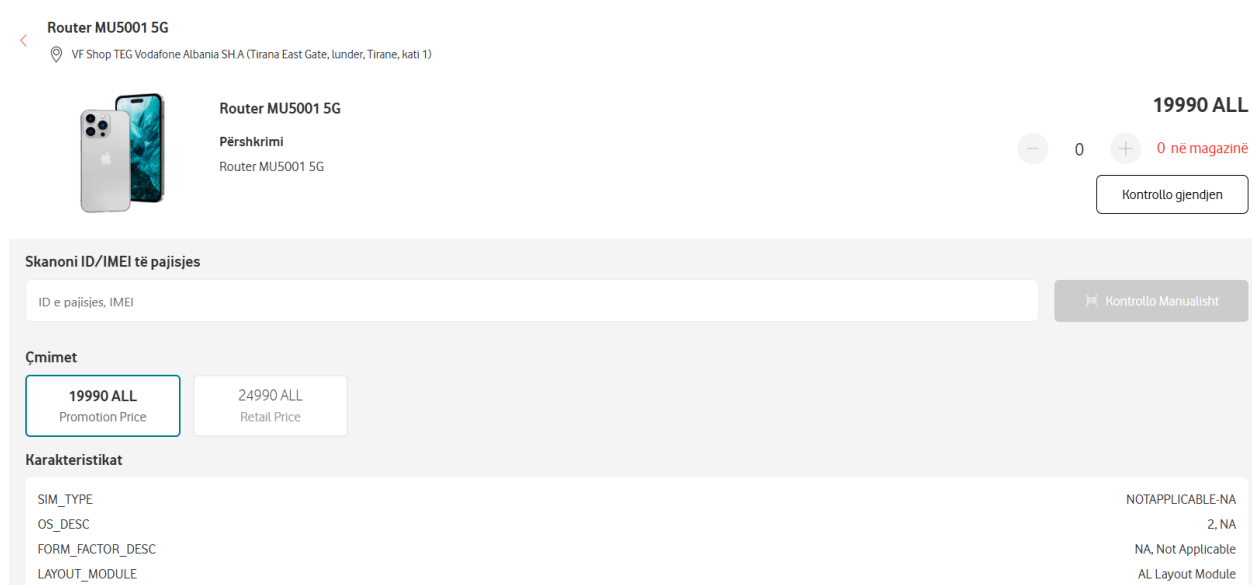 Router MU5001 5G
VF Shop TEG Vodafone Albania SH.A (Tirana East Gate, lunder, Tirane, kati 1)
Router MU5001 5G
19990 ALL
Përshkrimi
Router MU5001 5G
0
0 në magazinë
Kontrollo gjendjen
Skanoni ID/IMEI të pajisjes
ID e pajisjes, IMEI
Kontrollo Manualisht
Çmimet
19990 ALL
Promotion Price
24990 ALL
Retail Price
Karakteristikat
SIM_TYPE NOTAPPLICABLE-NA
OS_DESC 2, NA
FORM_FACTOR_DESC NA, Not Applicable
LAYOUT_MODULE AL Layout Module